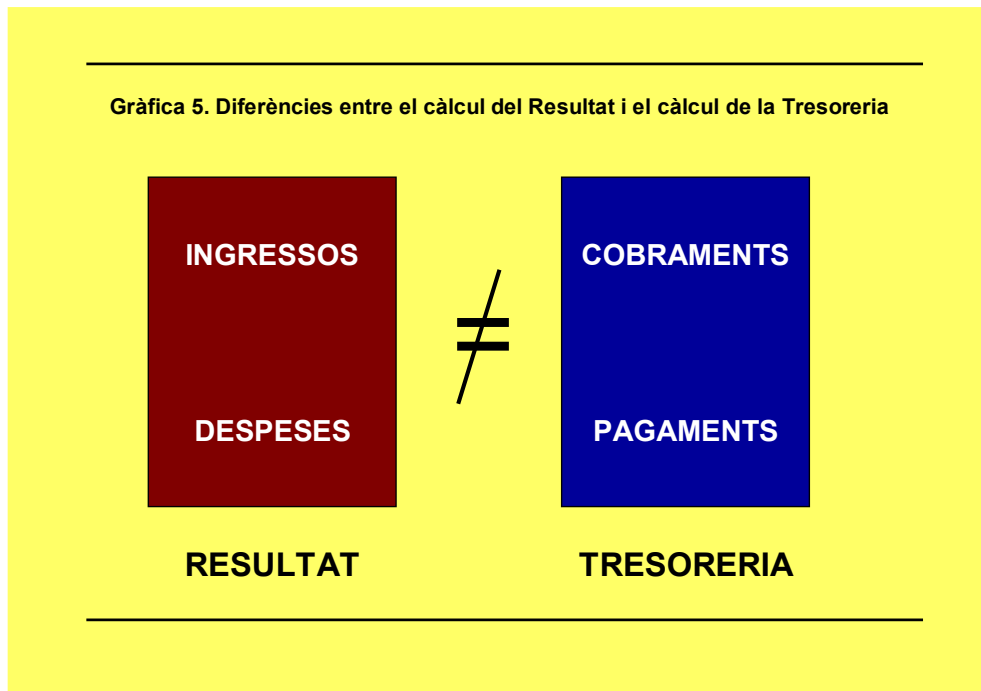 Gràfica 5. Diferències entre el càlcul del Resultat i el càlcul de la Tresoreria
INGRESSOS
DESPESES
RESULTAT
≠
COBRAMENTS
PAGAMENTS
TRESORERIA